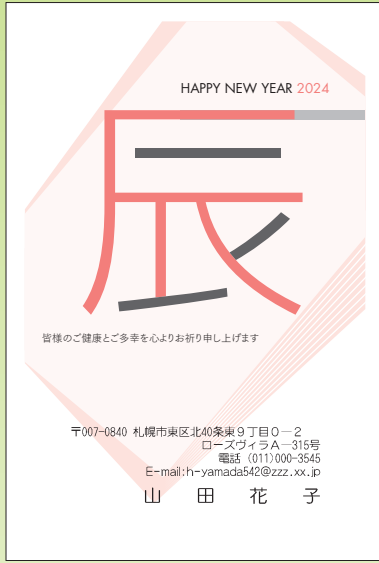 HAPPY NEW YEAR 2024
辰
皆様のご健康とご多幸を心よりお祈り申し上げます
〒007-0840 札幌市東区北40条東9丁目0－2
ローズヴィラA－315号
電話 (011)000-3545
E-mail:h-yamada542@zzz.xx.jp
山田花子